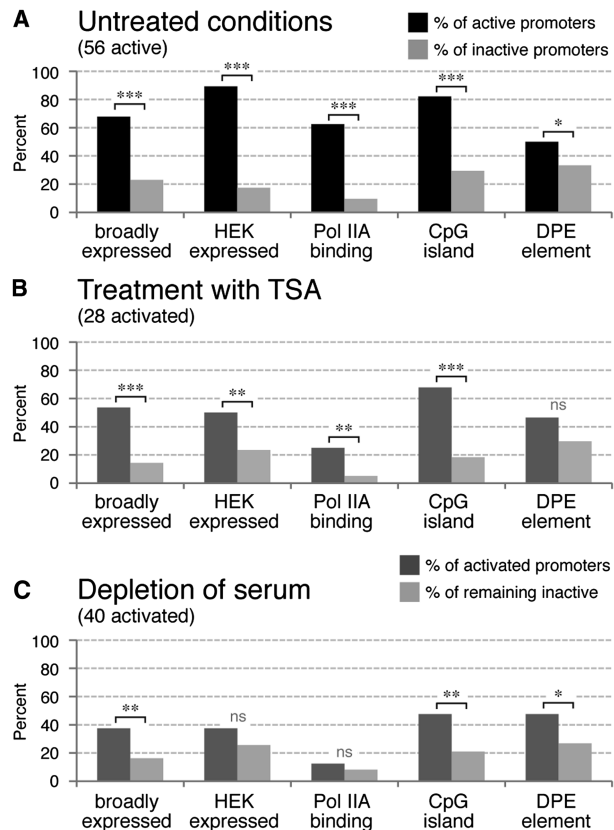 A
Untreated conditions
(56 active)
% of active promoters
% of inactive promoters
Percent
100
80
60
40
20
0
***
***
***
***
*
broadly expressed
HEK expressed
Pol IIA binding
CpG island
DPE element
B
Treatment with TSA
(28 activated)
Percent
100
80
60
40
20
0
***
**
**
***
ns
broadly expressed
HEK expressed
Pol IIA binding
CpG island
DPE element
% of activated promoters
% of remaining inactive
C
Depletion of serum
(40 activated)
Percent
100
80
60
40
20
0
**
ns
ns
**
*
broadly expressed
HEK expressed
Pol IIA binding
CpG island
DPE element